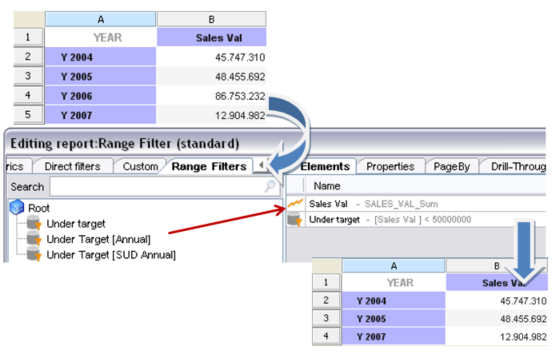 A B
1 YEAR Sales Val
2 Y 2004 45.747.310
3 Y 2005 48.455.692
4 Y 2006 86.753.232
5 Y 2007 12.904.982
Editing report:Range Filter (standard)
rics Direct filters Custom Range Filters Elements Properties PageBy Drill-Throug
Search Name
Root
Under target
Under Target [Annual]
Under Target [SUD Annual]
Sales Val - SALES_VAL_Sum
Under target - [Sales Val ] < 50000000
A B
1 YEAR Sales Val
2 Y 2004 45.747.310
3 Y 2005 48.455.692
4 Y 2007 12.904.982